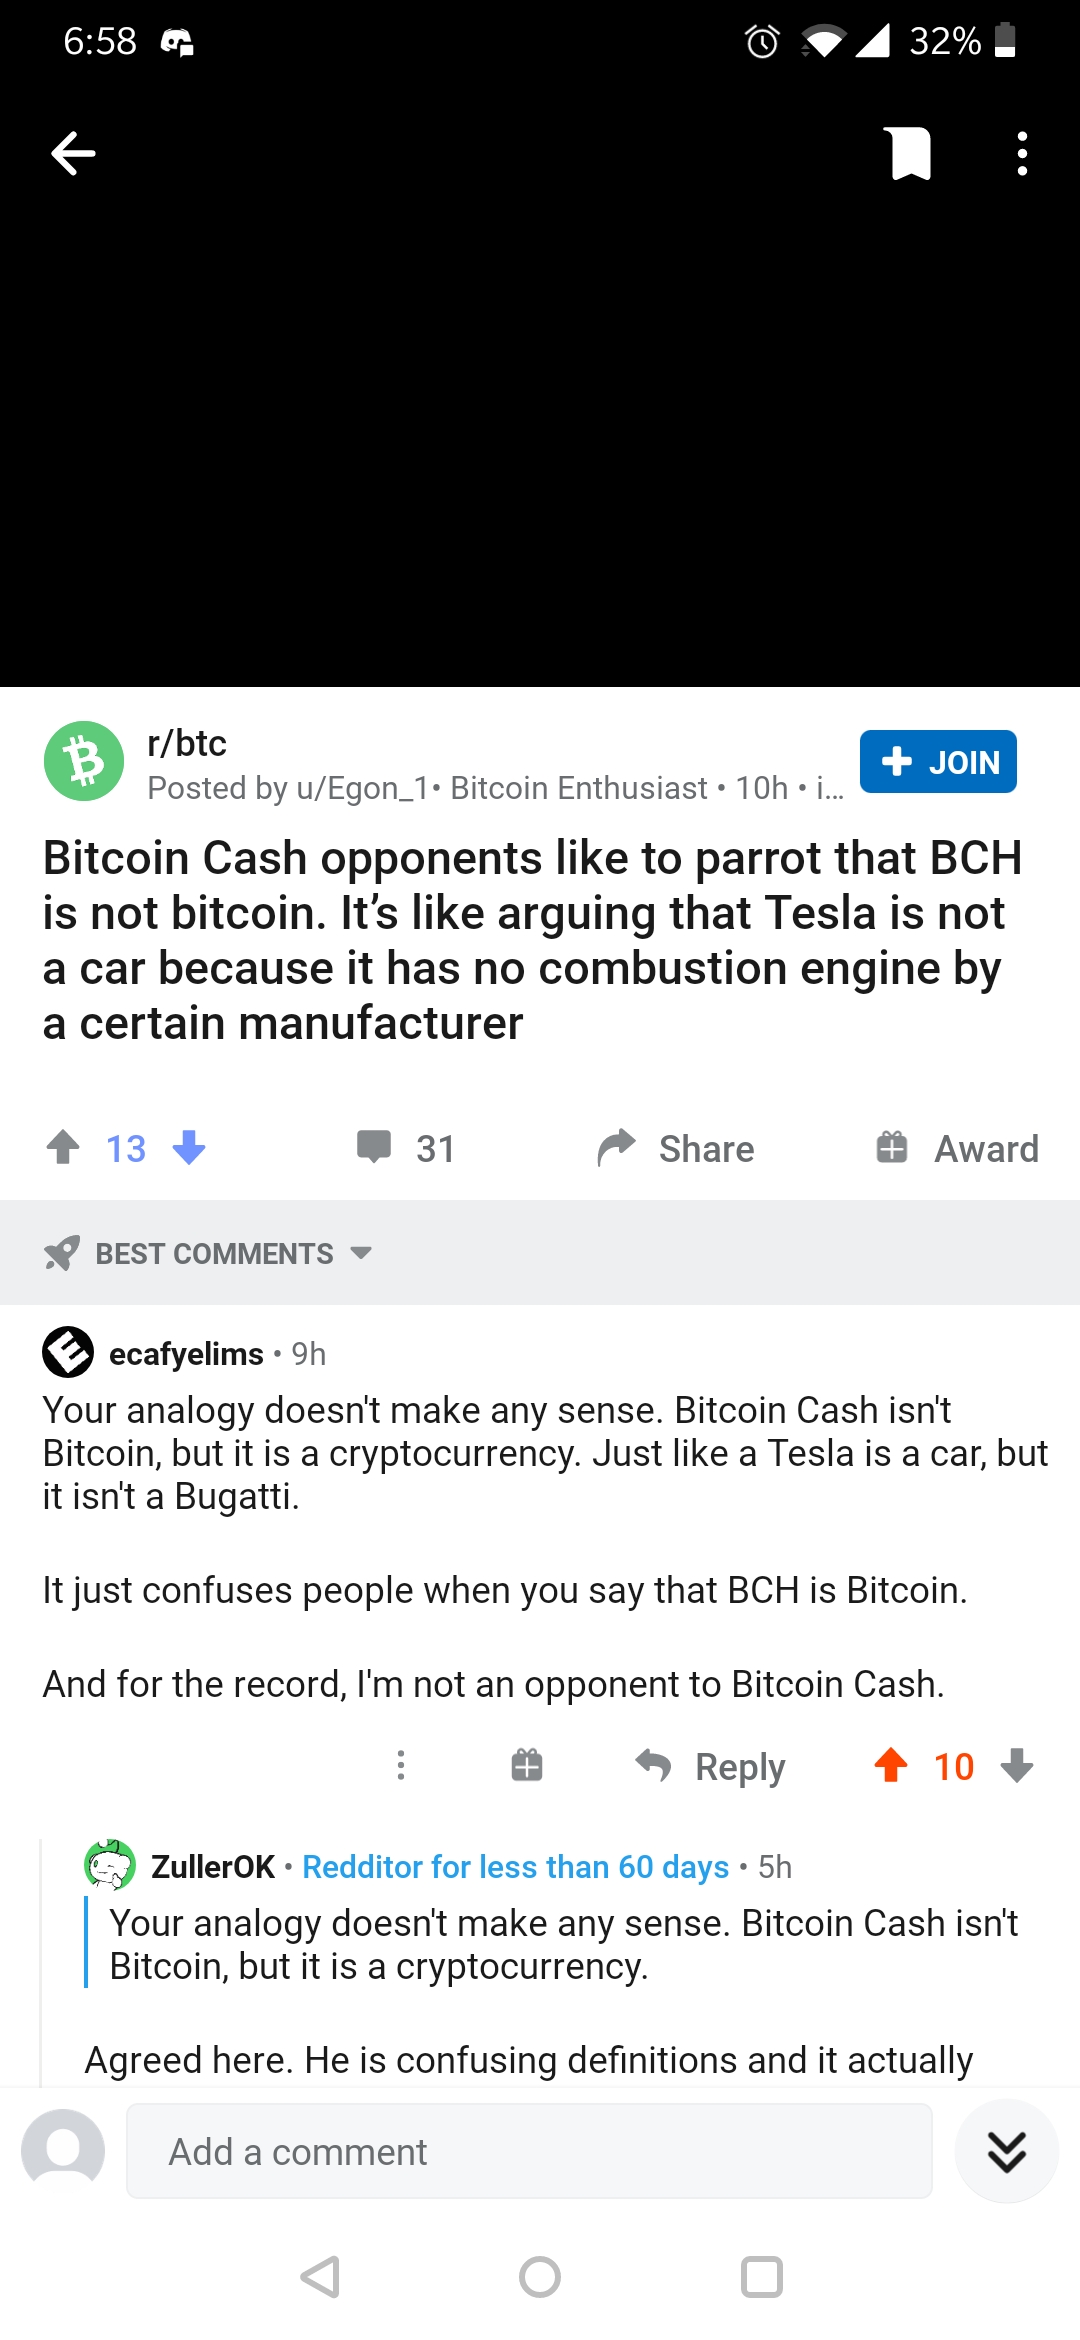 6:58 32%
r/btc
Posted by u/Egon_1• Bitcoin Enthusiast • 10h • i...
+ JOIN
Bitcoin Cash opponents like to parrot that BCH
is not bitcoin. It’s like arguing that Tesla is not
a car because it has no combustion engine by
a certain manufacturer
13 31 Share Award
BEST COMMENTS
ecafyelims • 9h
Your analogy doesn't make any sense. Bitcoin Cash isn't
Bitcoin, but it is a cryptocurrency. Just like a Tesla is a car, but
it isn't a Bugatti.
It just confuses people when you say that BCH is Bitcoin.
And for the record, I'm not an opponent to Bitcoin Cash.
Reply 10
ZullerOK • Redditor for less than 60 days • 5h
Your analogy doesn't make any sense. Bitcoin Cash isn't
Bitcoin, but it is a cryptocurrency.
Agreed here. He is confusing definitions and it actually
Add a comment